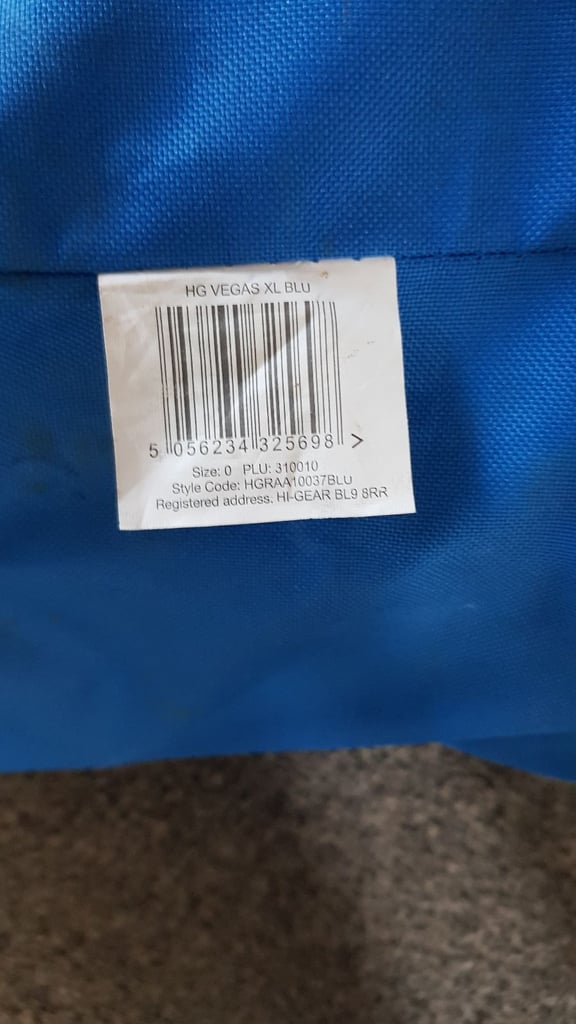 HG VEGAS XL BLU
5 056234 325698 >
Size: 0 PLU: 310010
Style Code: HGRAA10037BLU
Registered address. HI-GEAR BL9 8RR